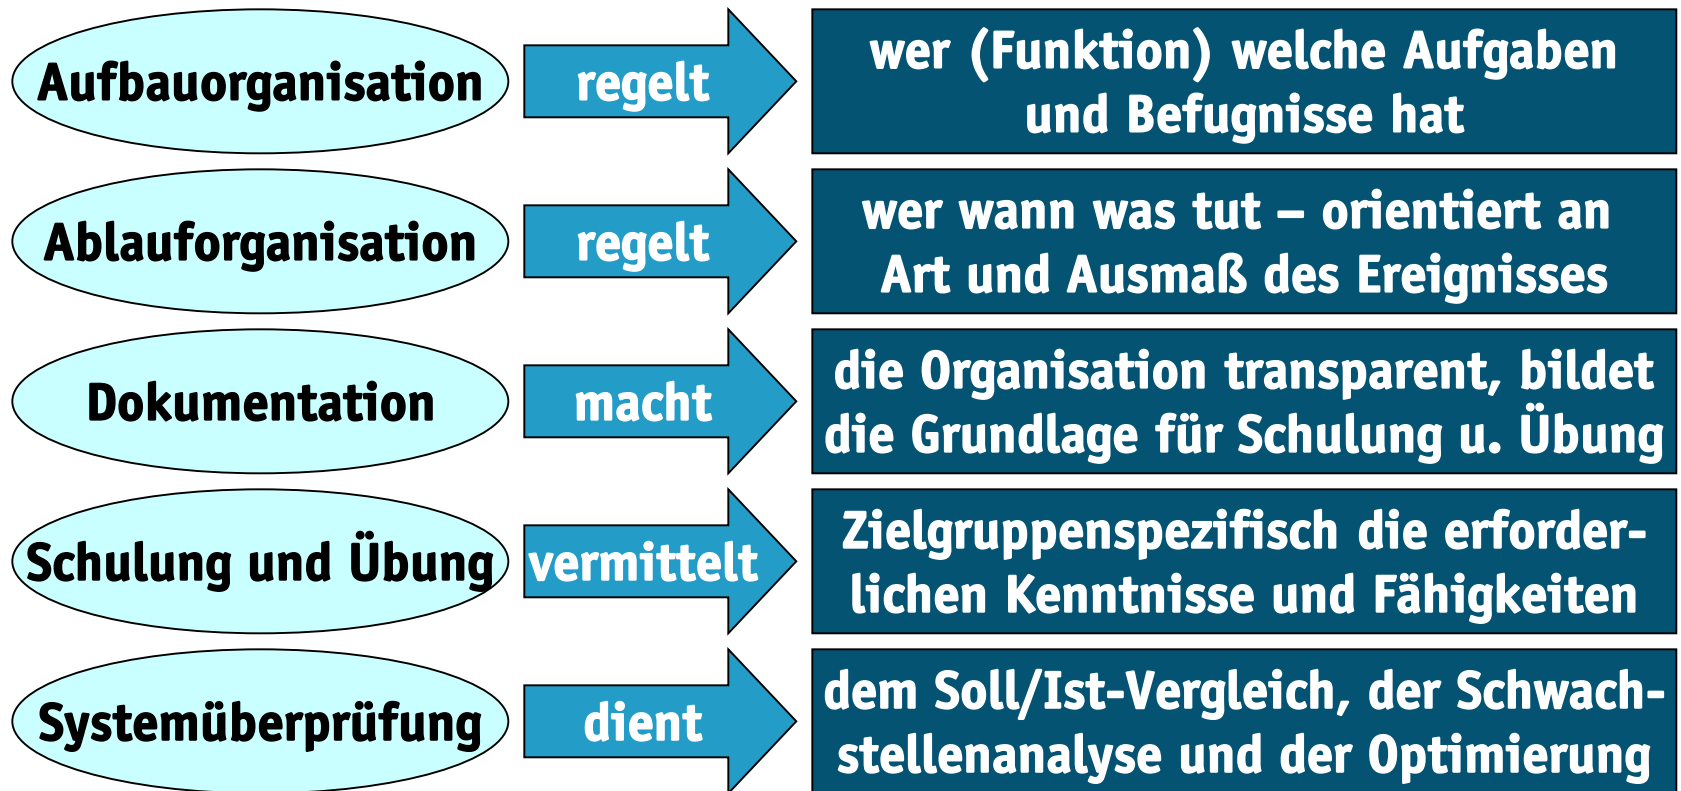 Aufbauorganisation
regelt
wer (Funktion) welche Aufgaben
und Befugnisse hat
Ablauforganisation
regelt
wer wann was tut – orientiert an
Art und Ausmaß des Ereignisses
Dokumentation
macht
die Organisation transparent, bildet
die Grundlage für Schulung u. Übung
Schulung und Übung
vermittelt
Zielgruppenspezifisch die erforder-
lichen Kenntnisse und Fähigkeiten
Systemüberprüfung
dient
dem Soll/Ist-Vergleich, der Schwach-
stellenanalyse und der Optimierung